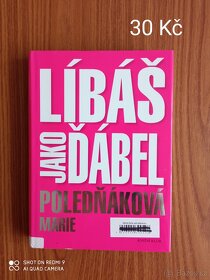 30 Kč
LÍBÁŠ
JAKO
ĎÁBEL
POLEDŇÁKOVÁ
MARIE
SHOT ON REDMI 9
AI QUAD CAMERA